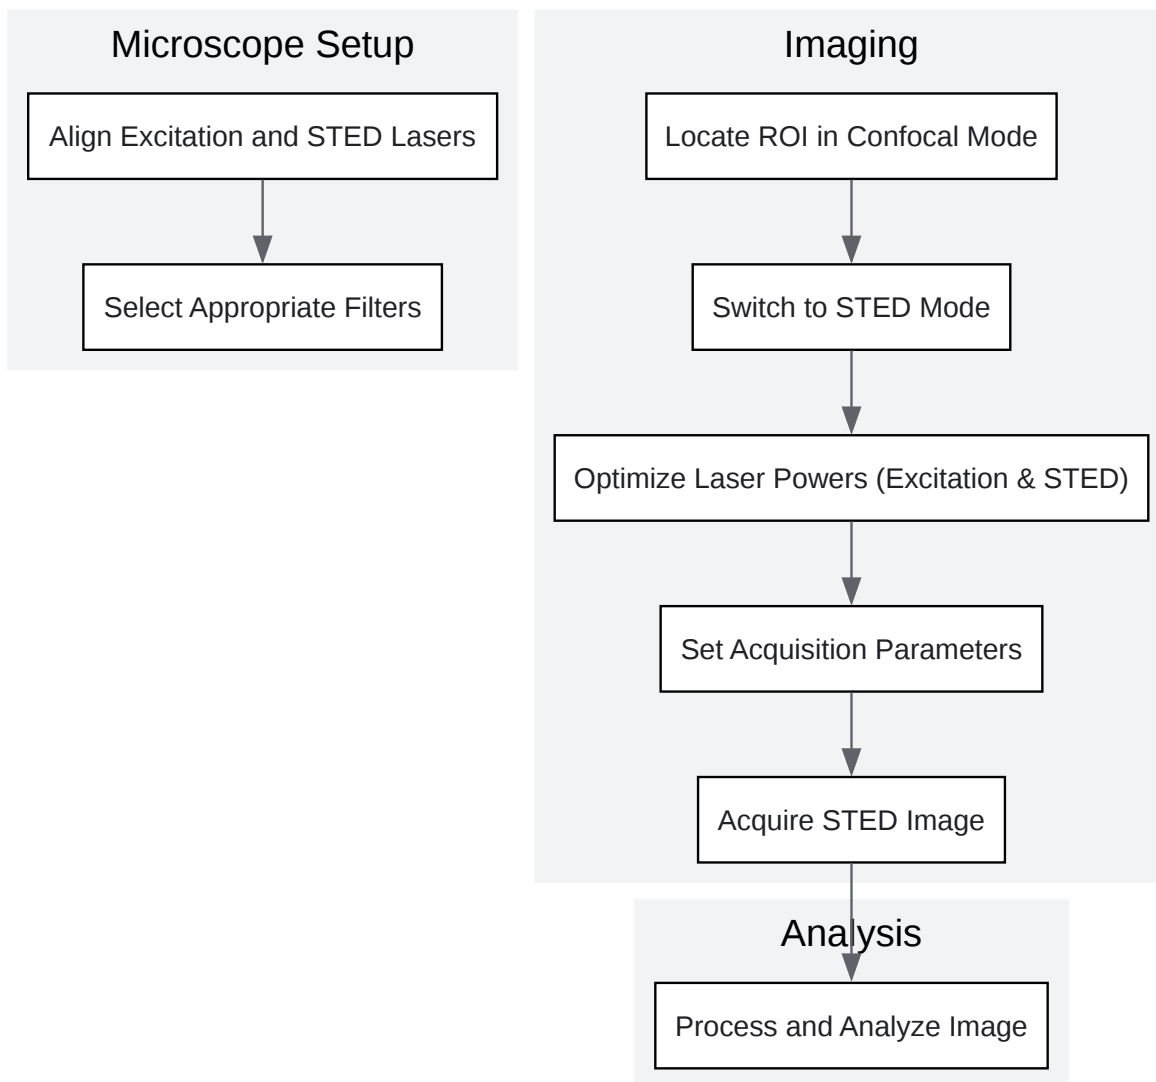 Microscope Setup
Align Excitation and STED Lasers
Select Appropriate Filters
Imaging
Locate ROI in Confocal Mode
Switch to STED Mode
Optimize Laser Powers (Excitation & STED)
Set Acquisition Parameters
Acquire STED Image
Analysis
Process and Analyze Image